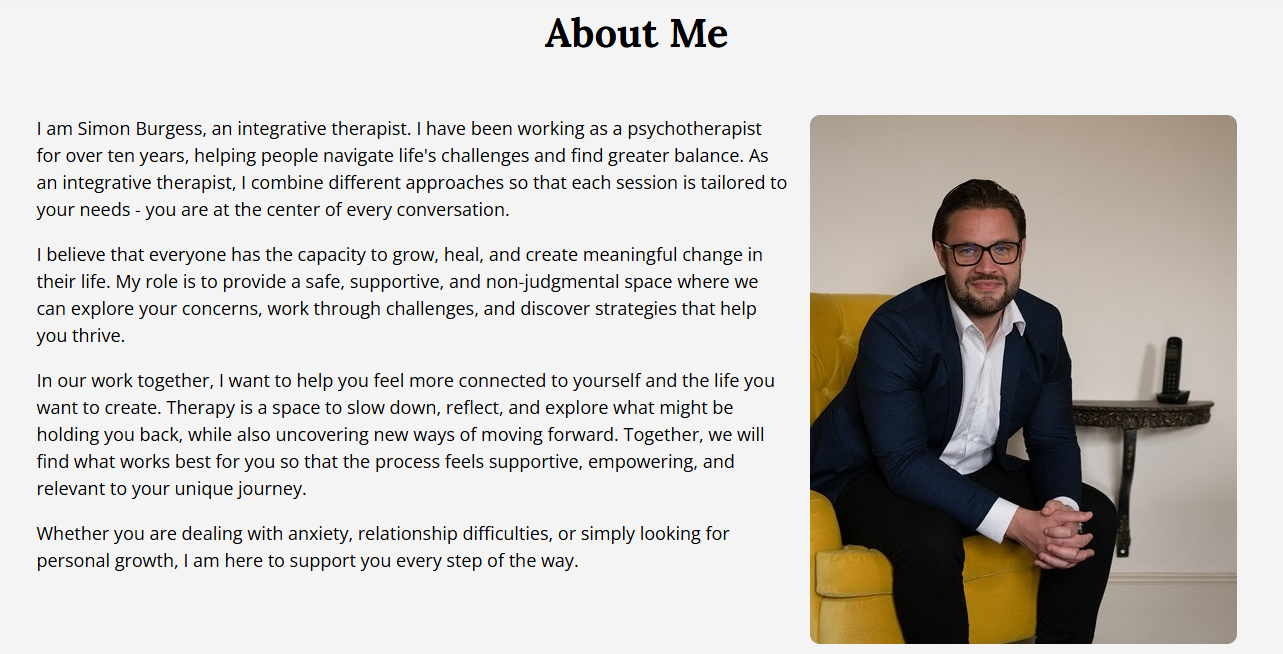 About Me
I am Simon Burgess, an integrative therapist. I have been working as a psychotherapist
for over ten years, helping people navigate life's challenges and find greater balance. As
an integrative therapist, I combine different approaches so that each session is tailored to
your needs - you are at the center of every conversation.
I believe that everyone has the capacity to grow, heal, and create meaningful change in
their life. My role is to provide a safe, supportive, and non-judgmental space where we
can explore your concerns, work through challenges, and discover strategies that help
you thrive.
In our work together, I want to help you feel more connected to yourself and the life you
want to create. Therapy is a space to slow down, reflect, and explore what might be
holding you back, while also uncovering new ways of moving forward. Together, we will
find what works best for you so that the process feels supportive, empowering, and
relevant to your unique journey.
Whether you are dealing with anxiety, relationship difficulties, or simply looking for
personal growth, I am here to support you every step of the way.